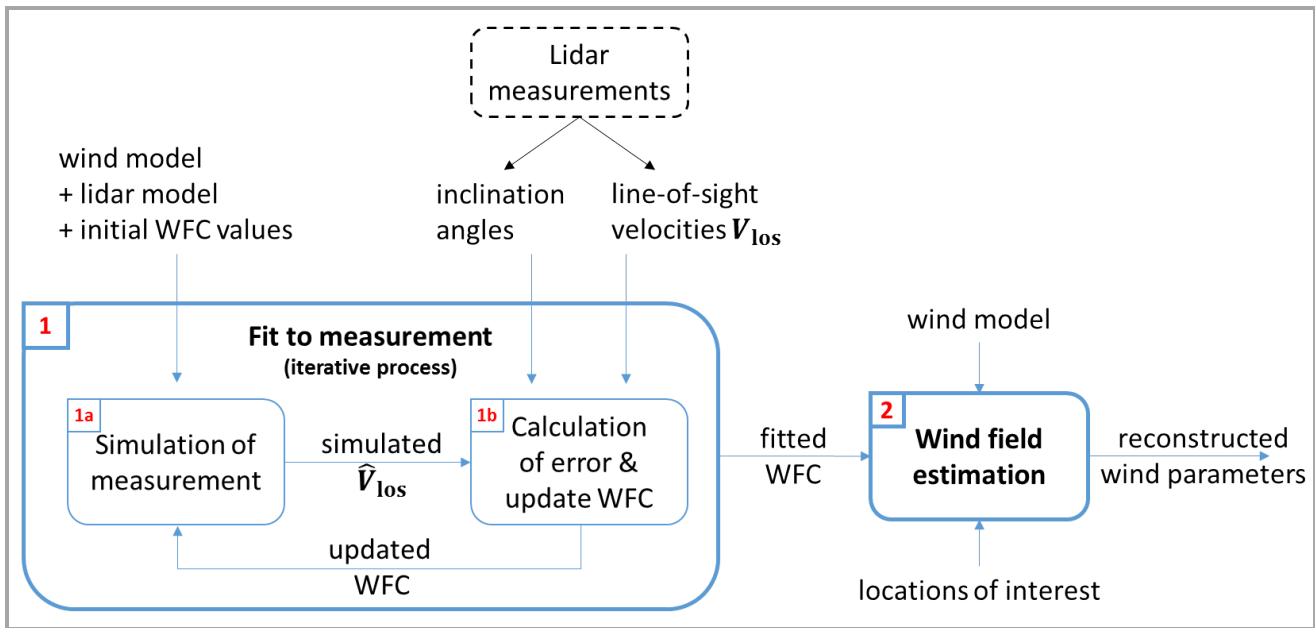 Lidar
measurements
wind model
+ lidar model
+ initial WFC values
inclination
angles
line-of-sight
velocities V_los
1
Fit to measurement
(iterative process)
1a
Simulation of
measurement
simulated
V̂_los
1b
Calculation
of error &
update WFC
updated
WFC
fitted
WFC
wind model
2
Wind field
estimation
locations of interest
reconstructed
wind parameters